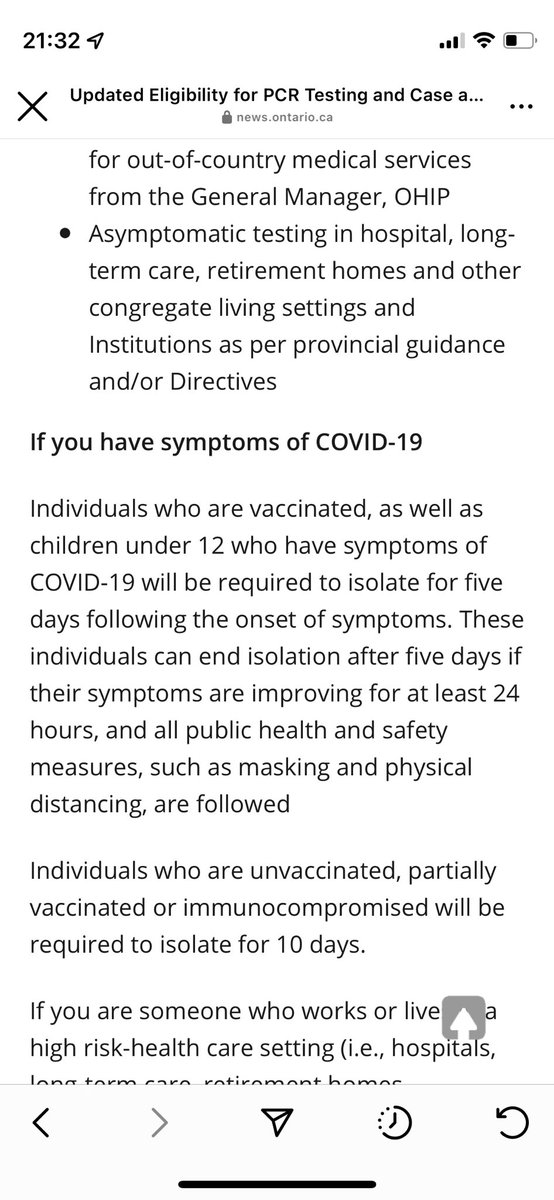 21:32
Updated Eligibility for PCR Testing and Case a...
news.ontario.ca
for out-of-country medical services
from the General Manager, OHIP
• Asymptomatic testing in hospital, long-
term care, retirement homes and other
congregate living settings and
Institutions as per provincial guidance
and/or Directives
If you have symptoms of COVID-19
Individuals who are vaccinated, as well as
children under 12 who have symptoms of
COVID-19 will be required to isolate for five
days following the onset of symptoms. These
individuals can end isolation after five days if
their symptoms are improving for at least 24
hours, and all public health and safety
measures, such as masking and physical
distancing, are followed
Individuals who are unvaccinated, partially
vaccinated or immunocompromised will be
required to isolate for 10 days.
If you are someone who works or live a
high risk-health care setting (i.e., hospitals,
long-term care, retirement homes